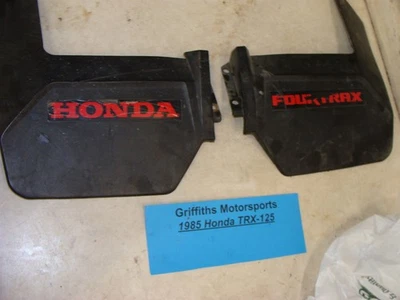 HONDA
FOURTRAX
Griffiths Motorsports
1985 Honda TRX-125